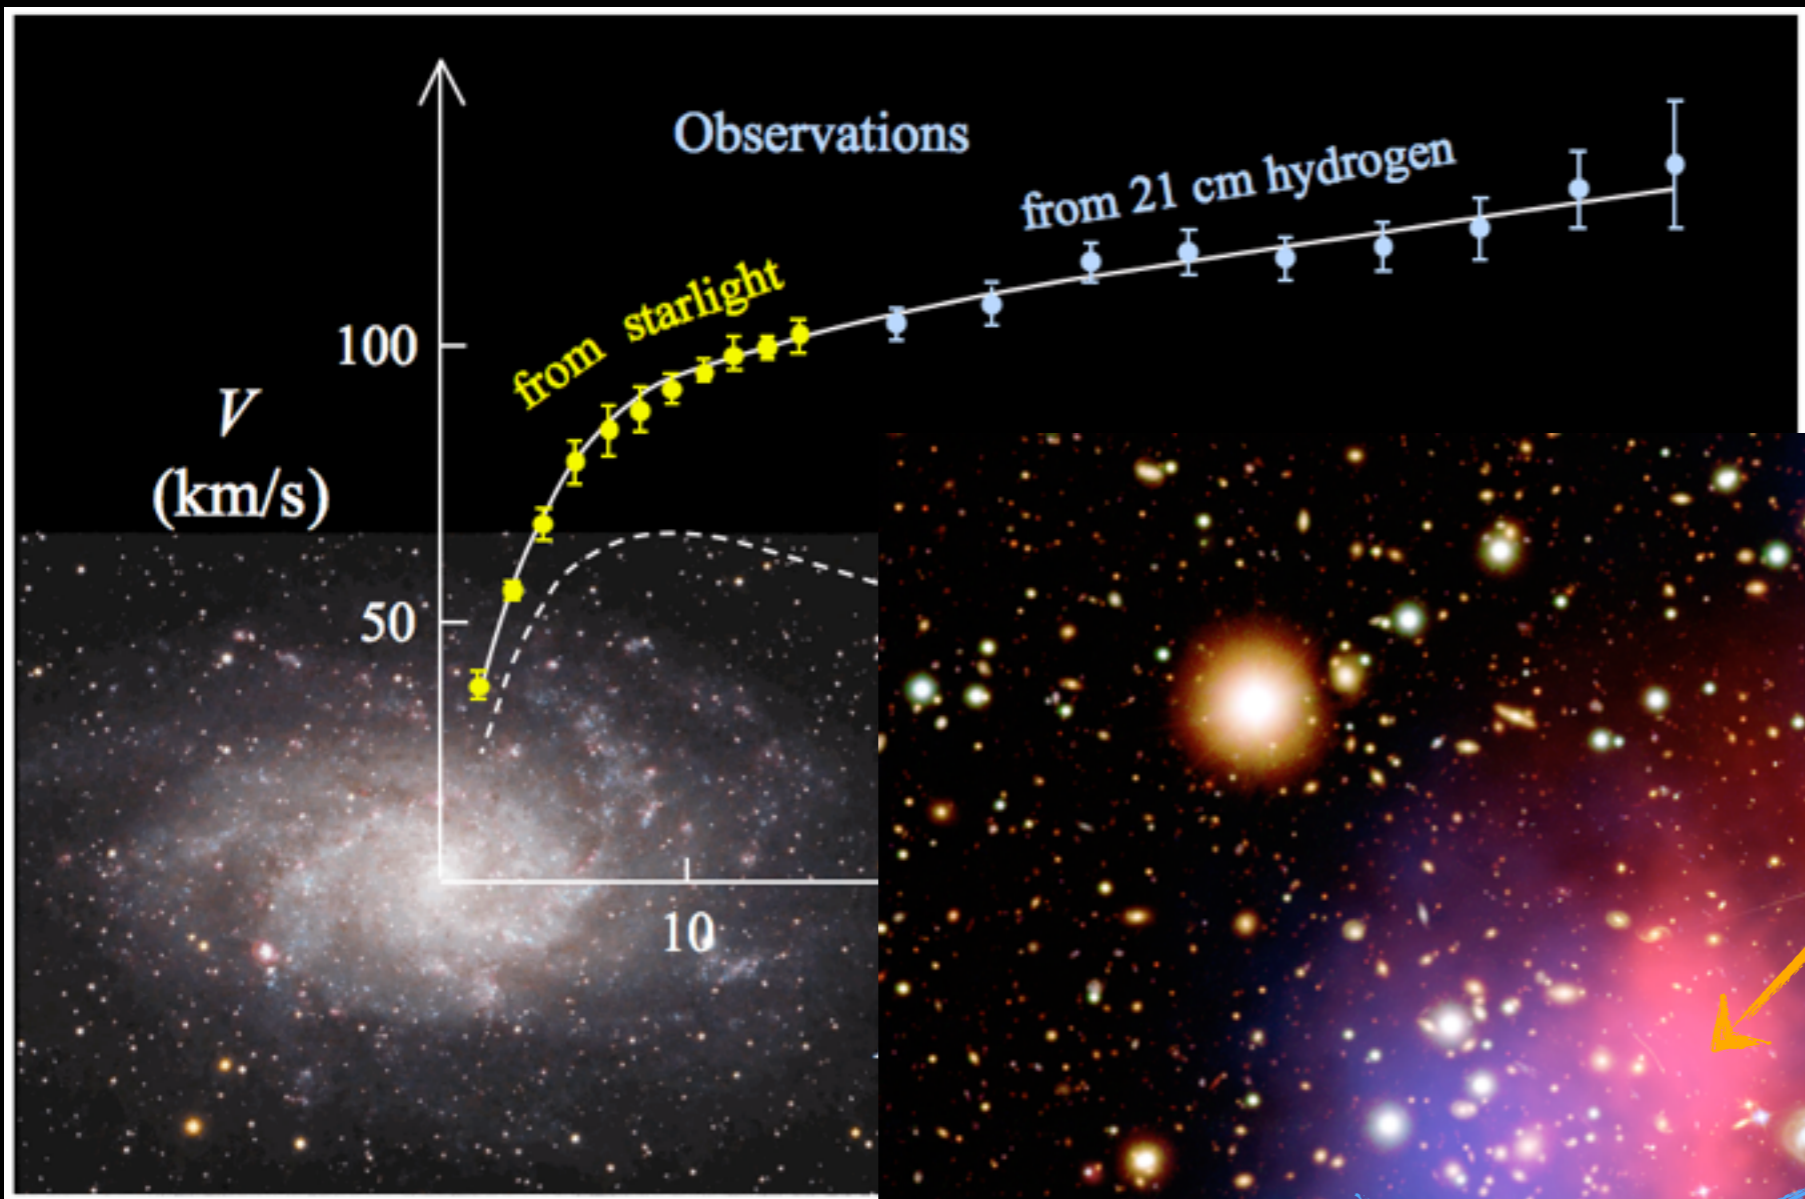 Observations
from 21 cm hydrogen
from starlight
100
V
(km/s)
50
10